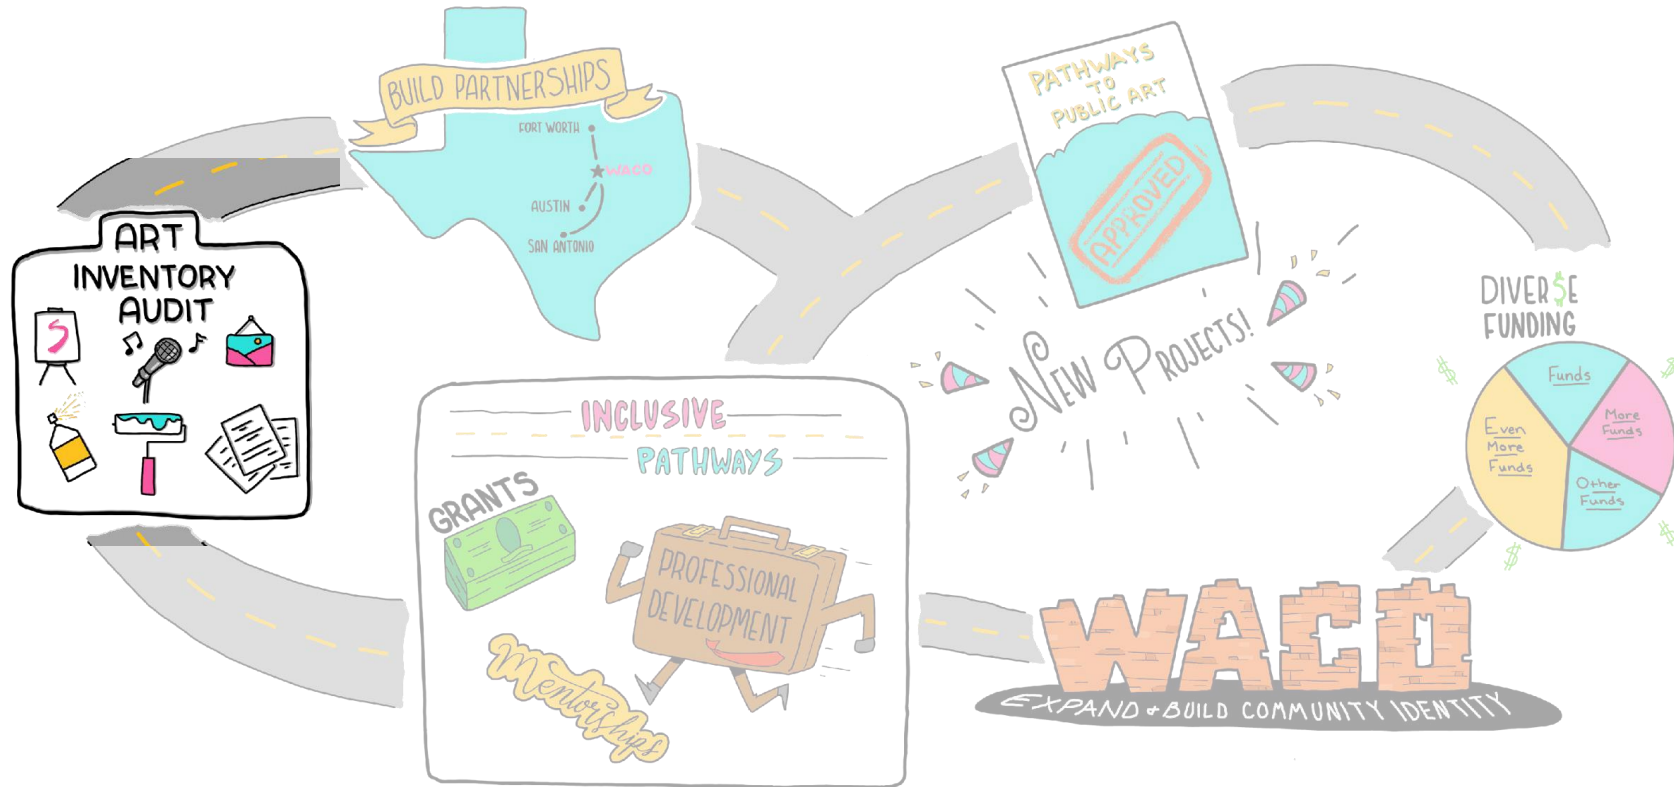 ART
INVENTORY
AUDIT
S
BUILD PARTNERSHIPS
FORT WORTH
WACO
AUSTIN
SAN ANTONIO
PATHWAYS
TO
PUBLIC ART
APPROVED
NEW PROJECTS!
DIVER$E
FUNDING
Funds
More
Funds
Even
More
Funds
Other
Funds
$
$
$
$
INCLUSIVE
PATHWAYS
GRANTS
PROFESSIONAL
DEVELOPMENT
Mentorships
WACO
EXPAND + BUILD COMMUNITY IDENTITY